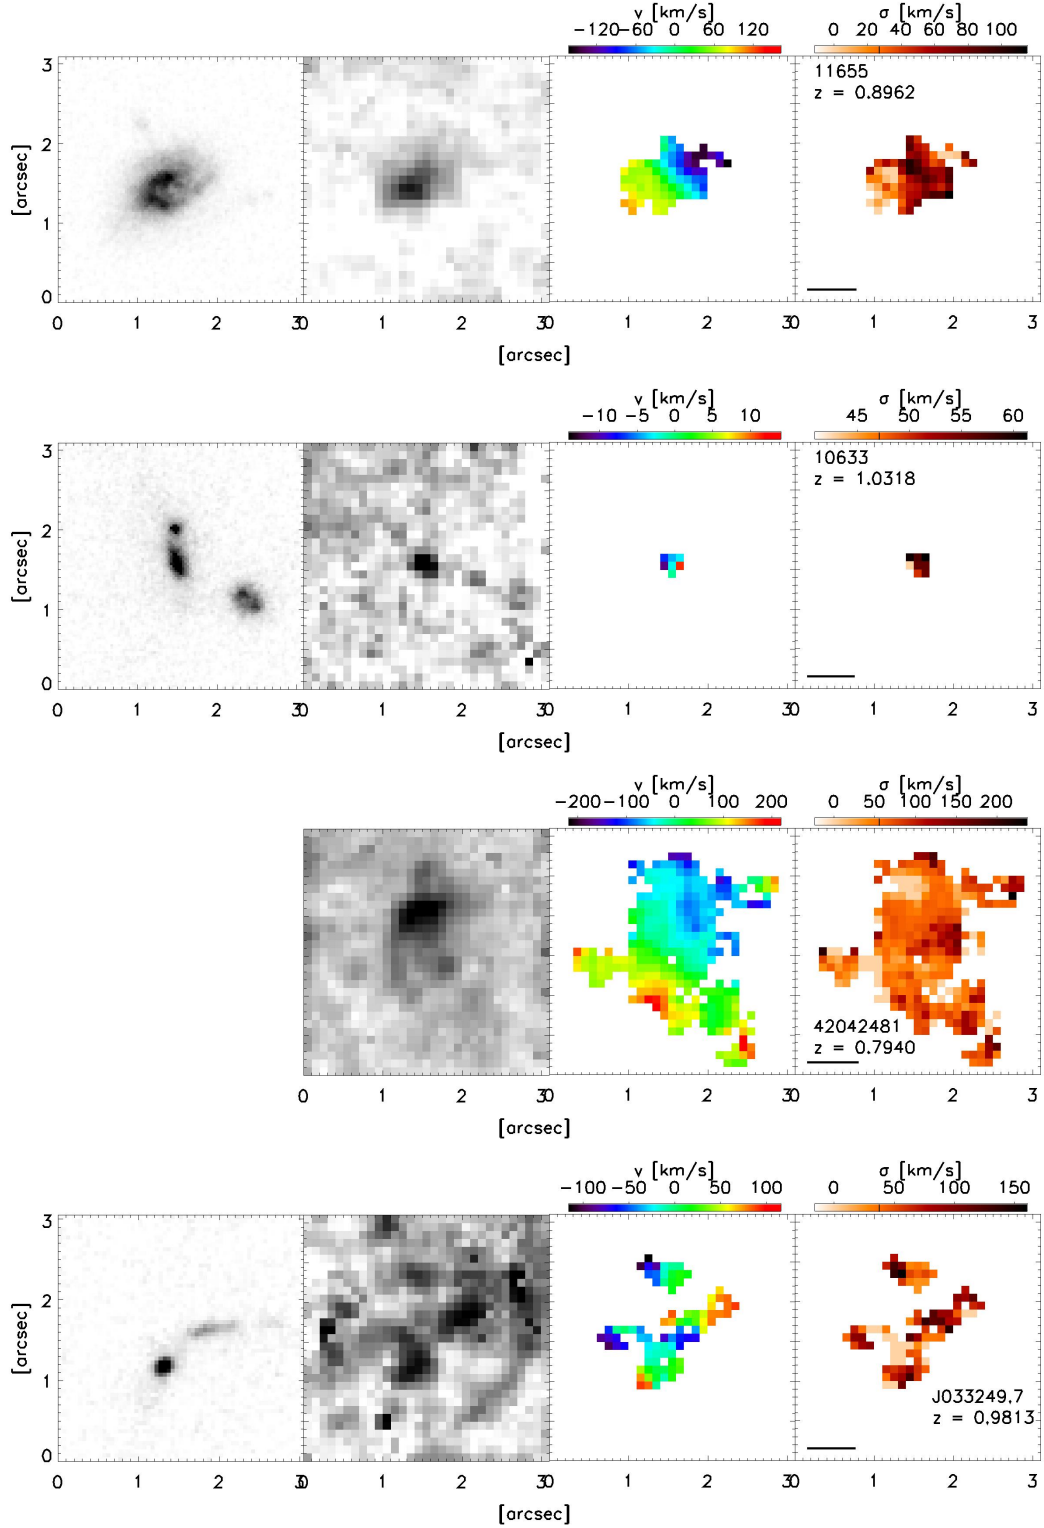 v [km/s] σ [km/s]
-120 -60 0 60 120 0 20 40 60 80 100
3 11655
z = 0.8962
2
[arcsec]
1
0
0 1 2 3 0 1 2 3 0 1 2 3 0 1 2 3
[arcsec]
v [km/s] σ [km/s]
-10 -5 0 5 10 45 50 55 60
3 10633
z = 1.0318
2
[arcsec]
1
0
0 1 2 3 0 1 2 3 0 1 2 3 0 1 2 3
[arcsec]
v [km/s] σ [km/s]
-200 -100 0 100 200 0 50 100 150 200
42042481
z = 0.7940
0 1 2 3 0 1 2 3 0 1 2 3
[arcsec]
v [km/s] σ [km/s]
-100 -50 0 50 100 0 50 100 150
3
2
[arcsec]
1
J033249.7
z = 0.9813
0
0 1 2 3 0 1 2 3 0 1 2 3 0 1 2 3
[arcsec]